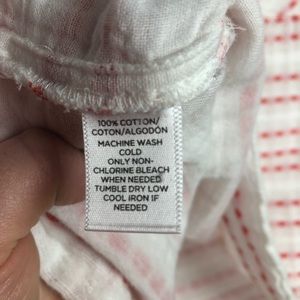 100% COTTON/
COTON/ALGODÓN
MACHINE WASH
COLD
ONLY NON-
CHLORINE BLEACH
WHEN NEEDED
TUMBLE DRY LOW
COOL IRON IF
NEEDED